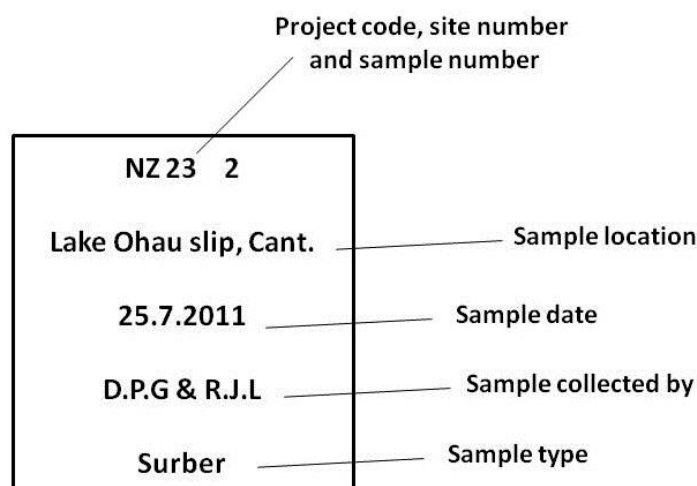 Project code, site number
and sample number
NZ 23 2
Lake Ohau slip, Cant.
Sample location
25.7.2011
Sample date
D.P.G & R.J.L
Sample collected by
Surber
Sample type